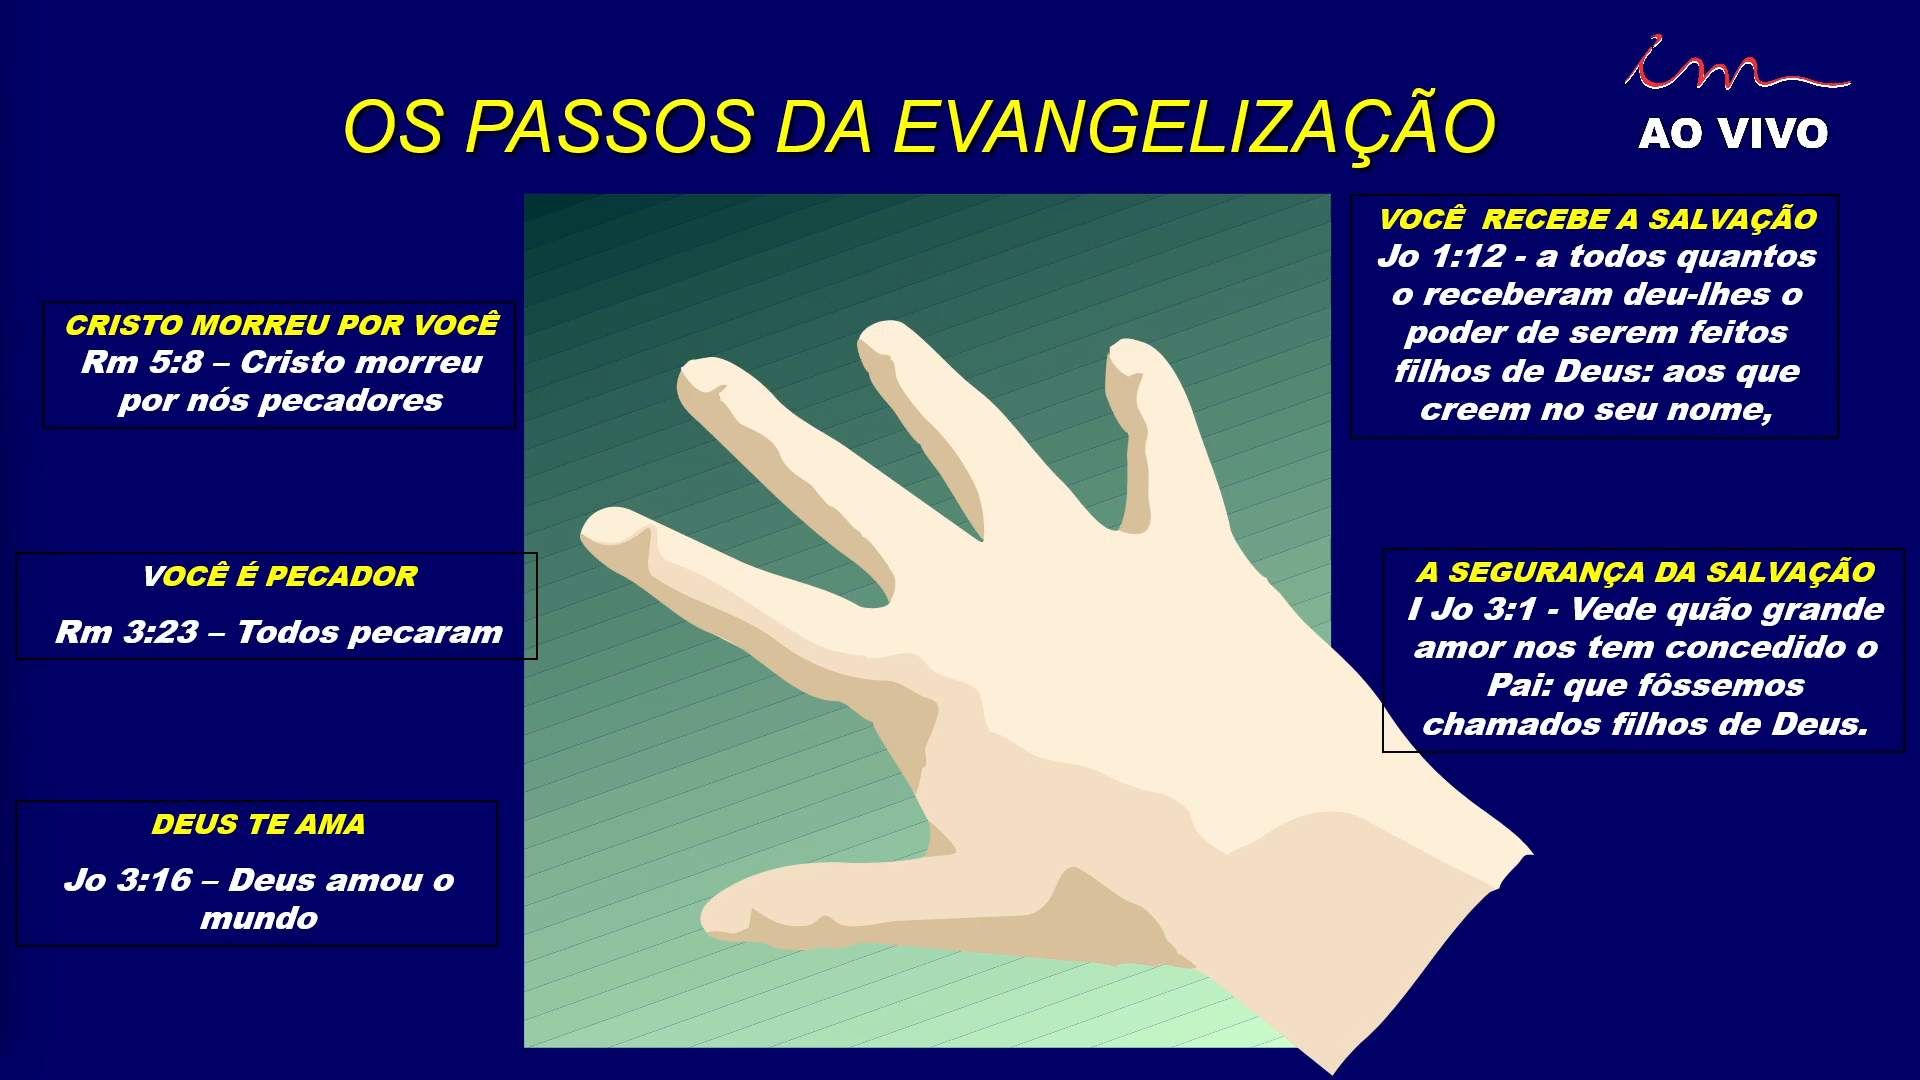 im
AO VIVO
OS PASSOS DA EVANGELIZAÇÃO
CRISTO MORREU POR VOCÊ
Rm 5:8 – Cristo morreu
por nós pecadores
VOCÊ É PECADOR
Rm 3:23 – Todos pecaram
DEUS TE AMA
Jo 3:16 – Deus amou o
mundo
VOCÊ  RECEBE A SALVAÇÃO
Jo 1:12 - a todos quantos
o receberam deu-lhes o
poder de serem feitos
filhos de Deus: aos que
creem no seu nome,
A SEGURANÇA DA SALVAÇÃO
I Jo 3:1 - Vede quão grande
amor nos tem concedido o
Pai: que fôssemos
chamados filhos de Deus.